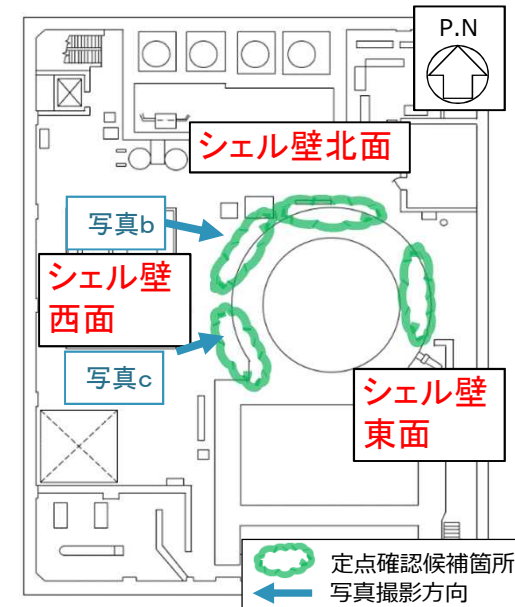 P.N
シェル壁北面
写真b
シェル壁
西面
写真c
シェル壁
東面
定点確認候補箇所
写真撮影方向